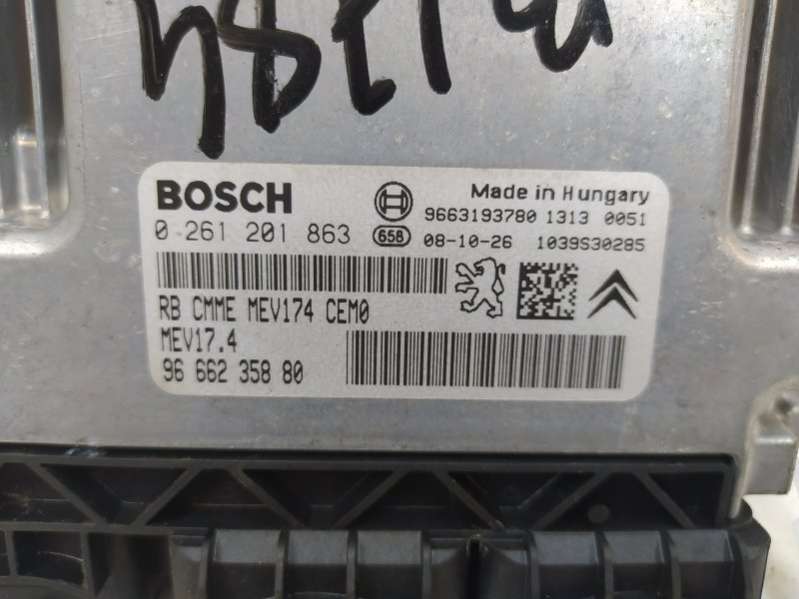 BOSCH
Made in Hungary
9663193780 1313 0051
0 261 201 863 658 08-10-26 1039S30285
RB CMME MEV174 CEM0
MEV17.4
96 662 358 80